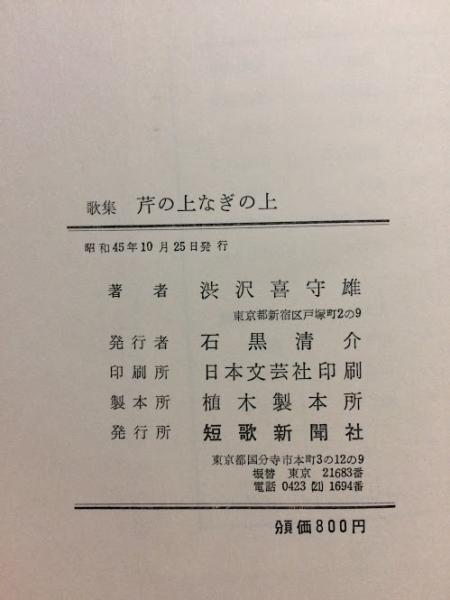 歌集 芹の上なぎの上
昭和45年10月25日発行
著者 渋沢喜守雄
東京都新宿区戸塚町2の9
発行者 石黒清介
印刷所 日本文芸社印刷
製本所 植木製本所
発行所 短歌新聞社
東京都国分寺市本町3の12の9
振替 東京 21683番
電話 0423 (21) 1694番
頒価800円